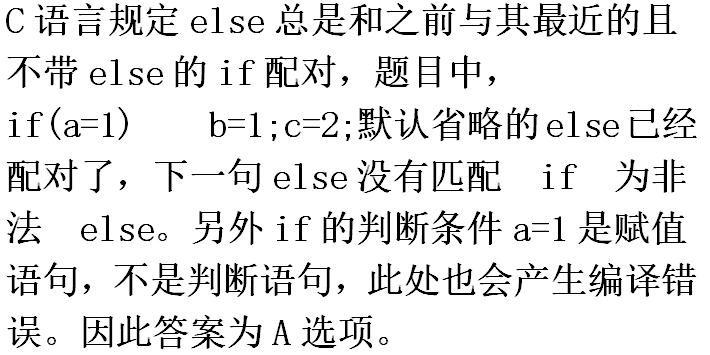 C 语言规定 else 总是和之前与其最近的且
不带 else 的 if 配对，题目中，
if(a=1)    b=1;c=2;默认省略的 else 已经
配对了，下一句 else 没有匹配  if  为非
法  else。另外 if 的判断条件 a=1 是赋值
语句，不是判断语句，此处也会产生编译错
误。因此答案为 A 选项。